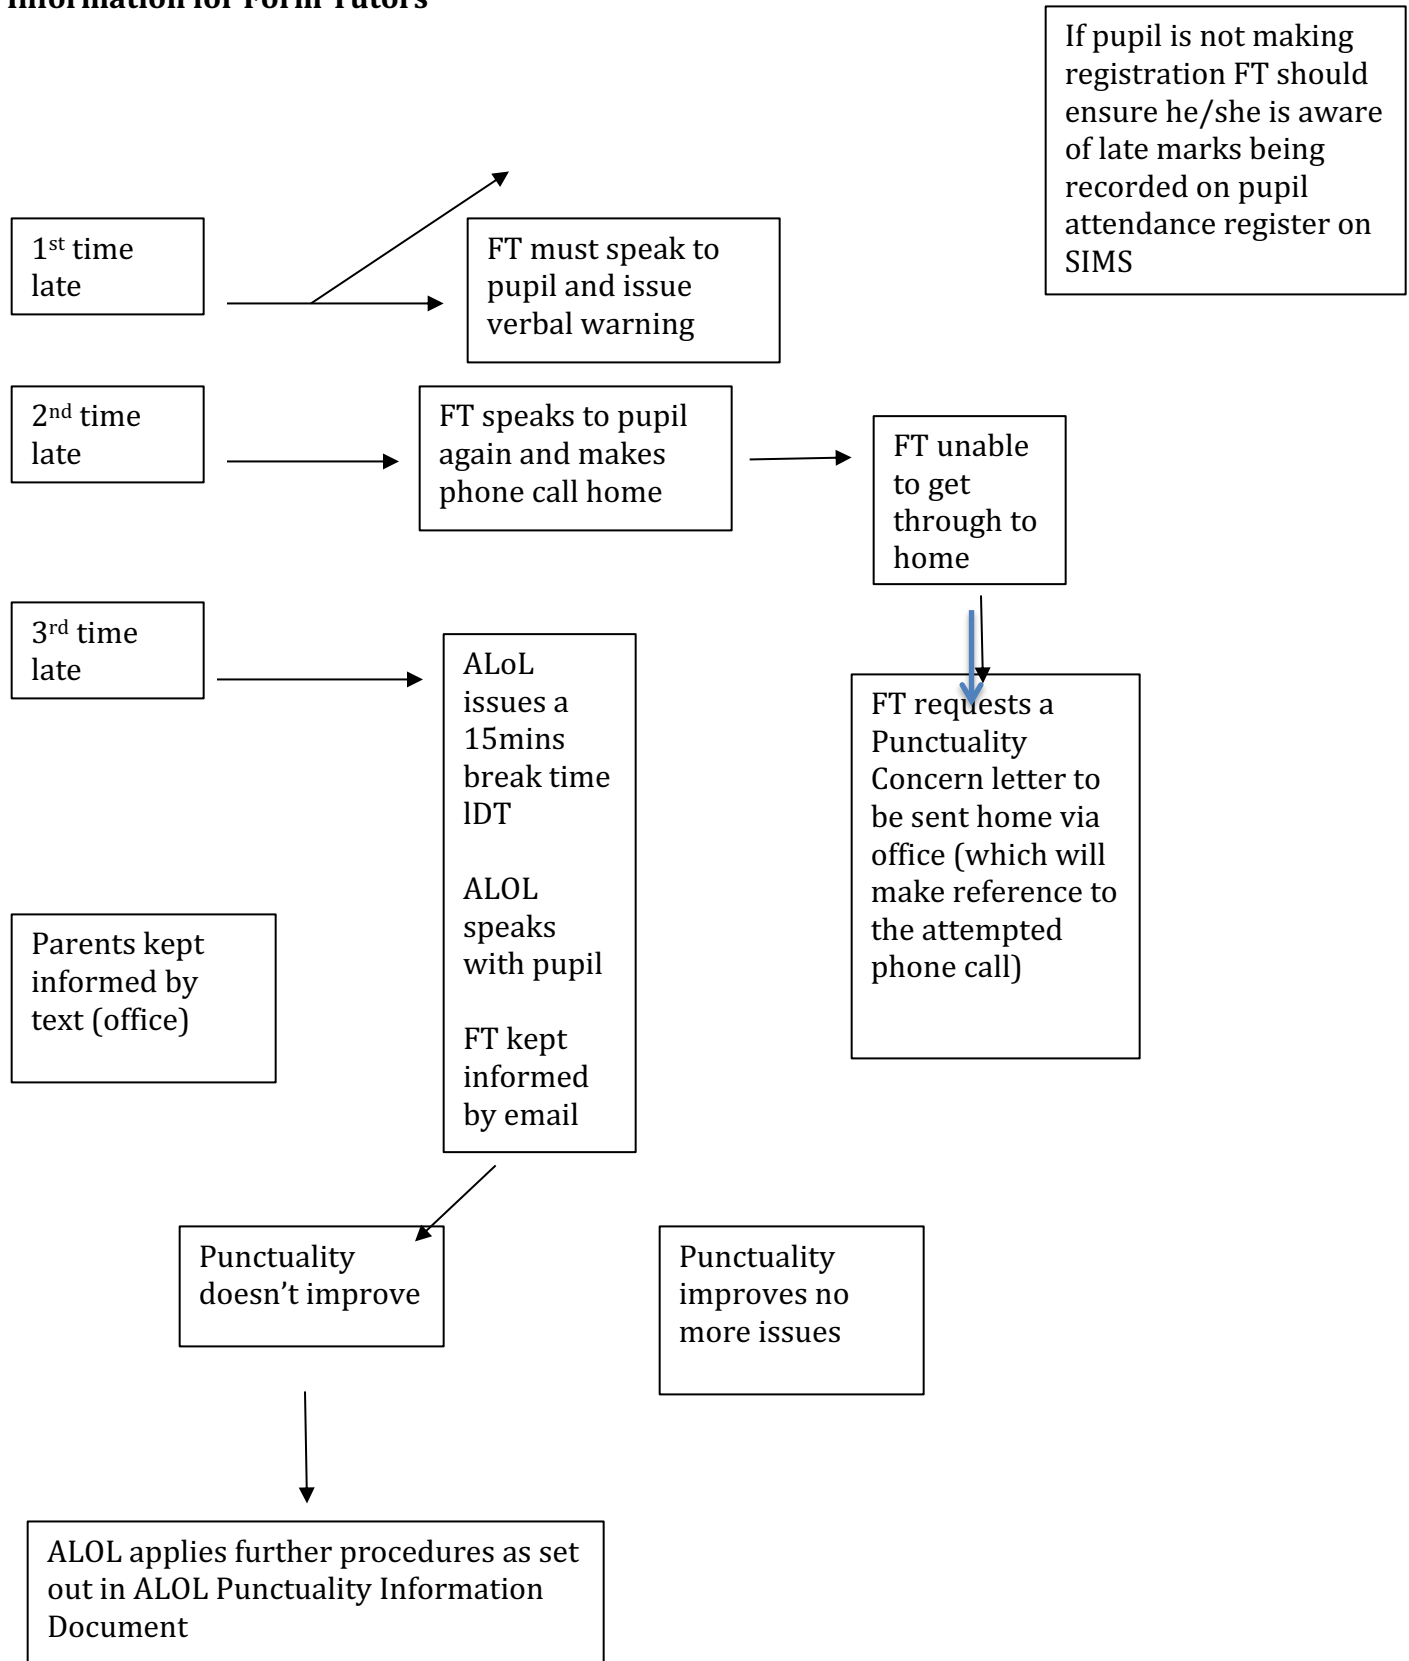 Information for Form Tutors
If pupil is not making
registration FT should
ensure he/she is aware
of late marks being
recorded on pupil
attendance register on
SIMS
1st time
late
FT must speak to
pupil and issue
verbal warning
2nd time
late
FT speaks to pupil
again and makes
phone call home
FT unable
to get
through to
home
3rd time
late
ALoL
issues a
15mins
break time
lDT
ALOL
speaks
with pupil
FT kept
informed
by email
FT requests a
Punctuality
Concern letter to
be sent home via
office (which will
make reference to
the attempted
phone call)
Parents kept
informed by
text (office)
Punctuality
doesn’t improve
Punctuality
improves no
more issues
ALOL applies further procedures as set
out in ALOL Punctuality Information
Document